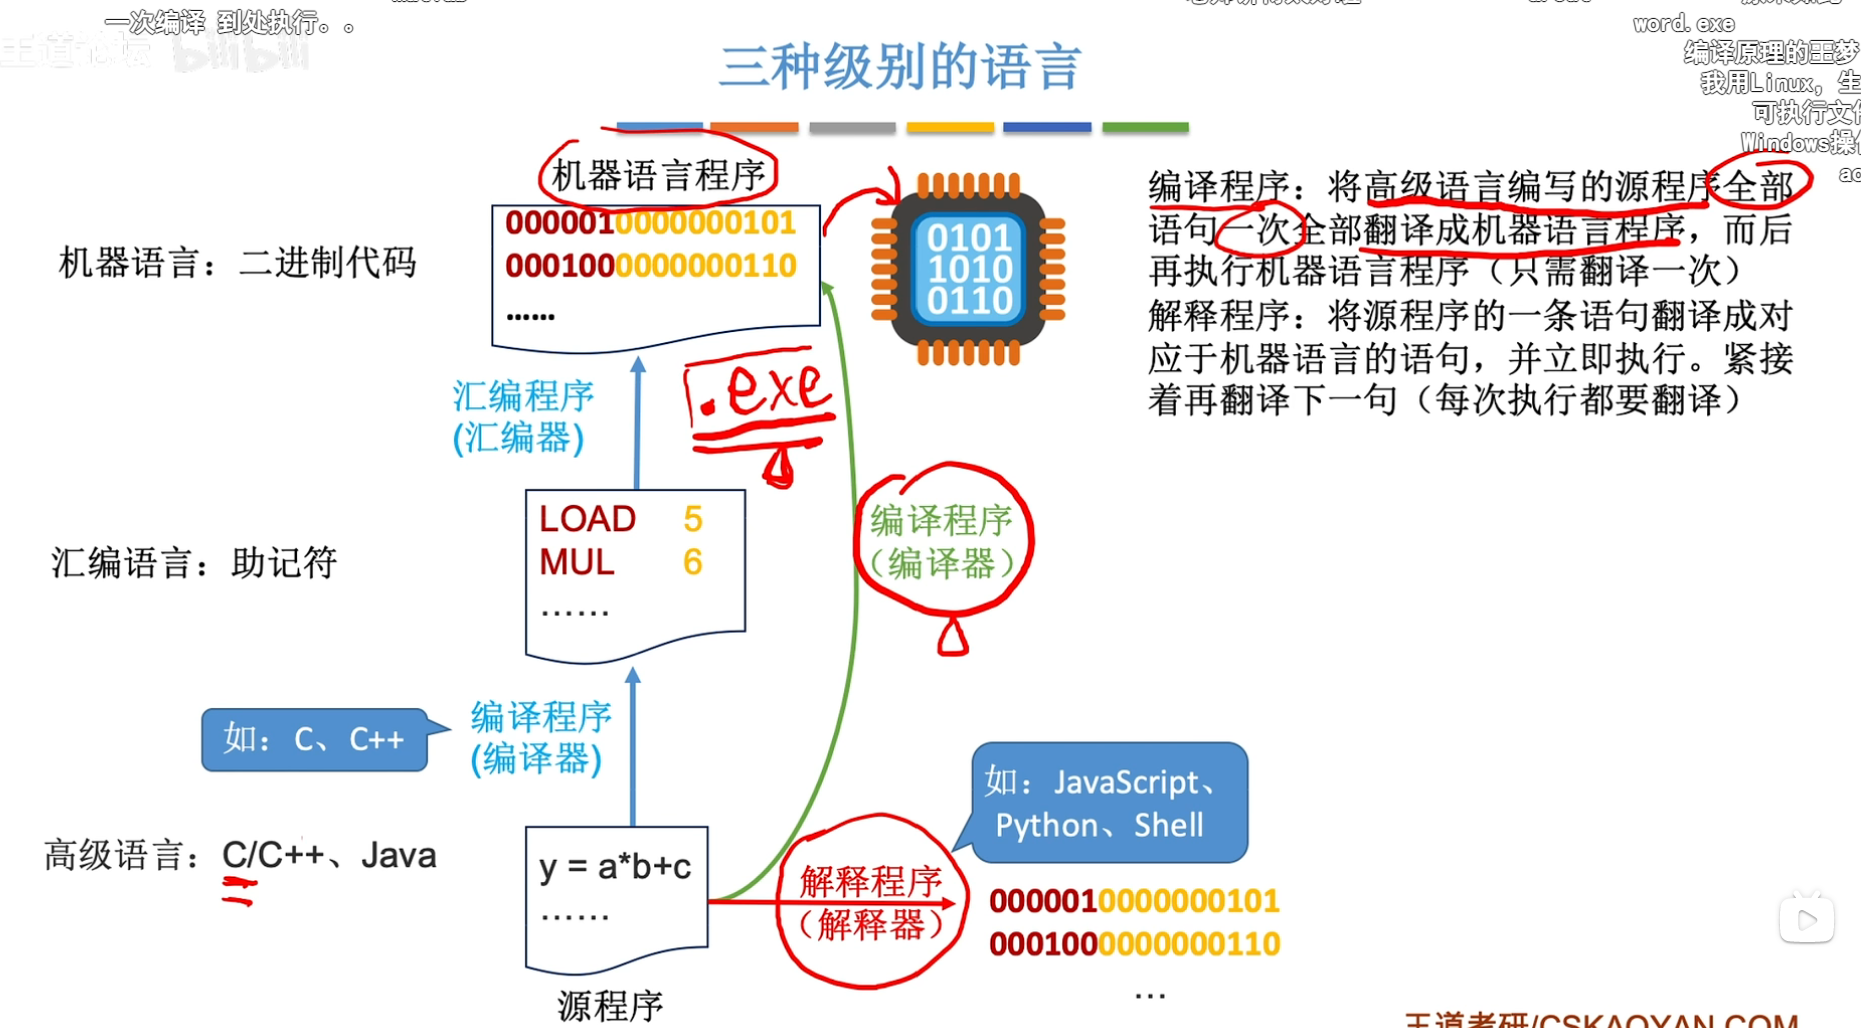 一次编译 到处执行。。
word.exe
编译原理的王梦
我用Linux，生
可执行文件
Windows操作
王道论坛 bilibili
三种级别的语言
机器语言程序
0000010000000101
0001000000000110
......
机器语言：二进制代码
0101
1010
0110
编译程序：将高级语言编写的源程序全部
语句一次全部翻译成机器语言程序，而后
再执行机器语言程序（只需翻译一次）
解释程序：将源程序的一条语句翻译成对
应于机器语言的语句，并立即执行。紧接
着再翻译下一句（每次执行都要翻译）
汇编程序
(汇编器)
.exe
汇编语言：助记符
LOAD 5
MUL 6
......
编译程序
（编译器）
如：C、C++
编译程序
(编译器)
高级语言：C/C++、Java
y = a*b+c
......
源程序
解释程序
（解释器）
如：JavaScript、
Python、Shell
0000010000000101
0001000000000110
...
王道考研/CSKAOYAN.COM